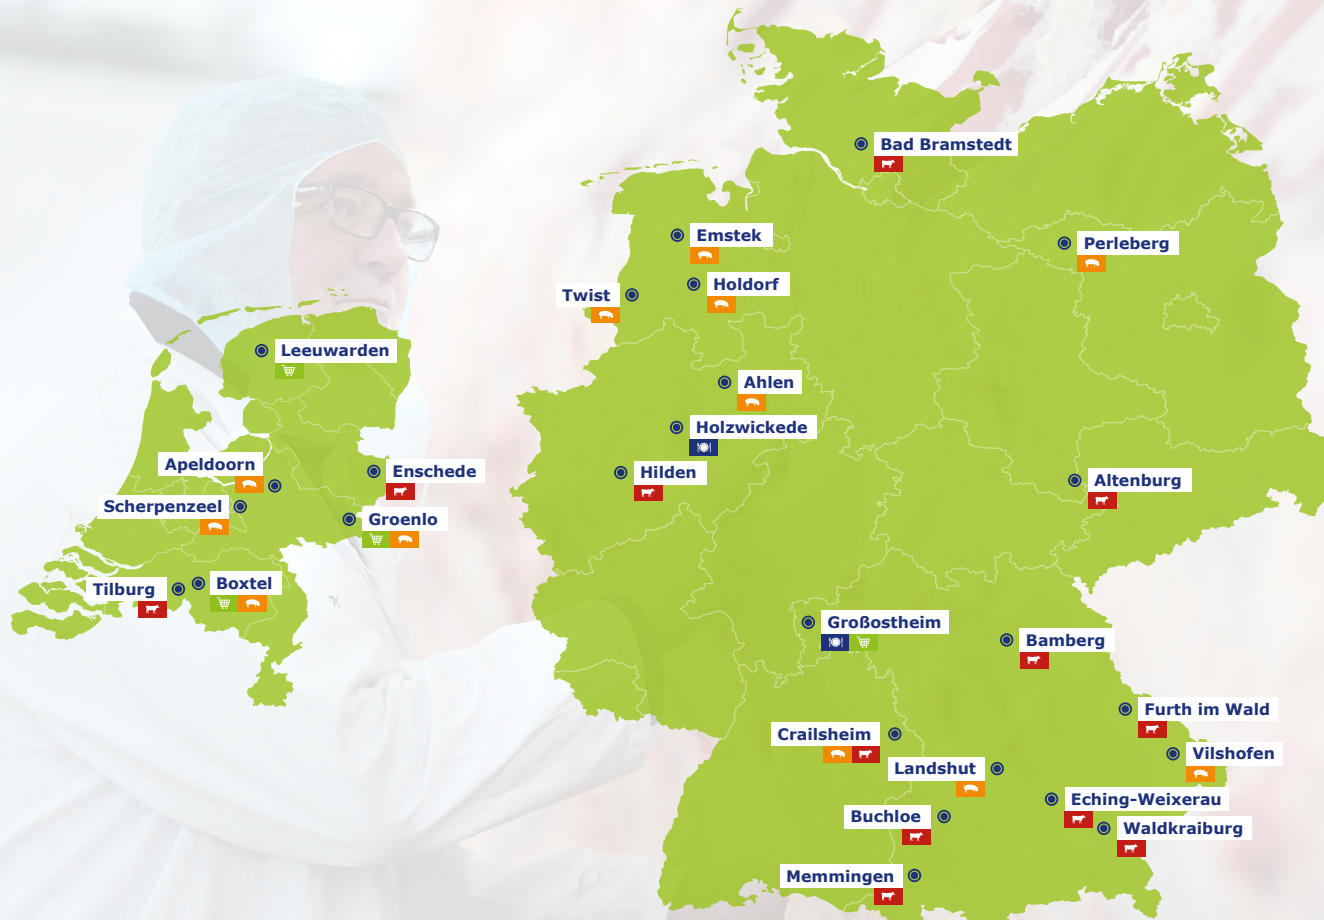 Bad Bramstedt
Emstek
Perleberg
Holdorf
Twist
Leeuwarden
Ahlen
Holzwickede
Apeldoorn
Enschede
Hilden
Altenburg
Scherpenzeel
Groenlo
Tilburg
Boxtel
Großostheim
Bamberg
Furth im Wald
Crailsheim
Vilshofen
Landshut
Eching-Weixerau
Buchloe
Waldkraiburg
Memmingen